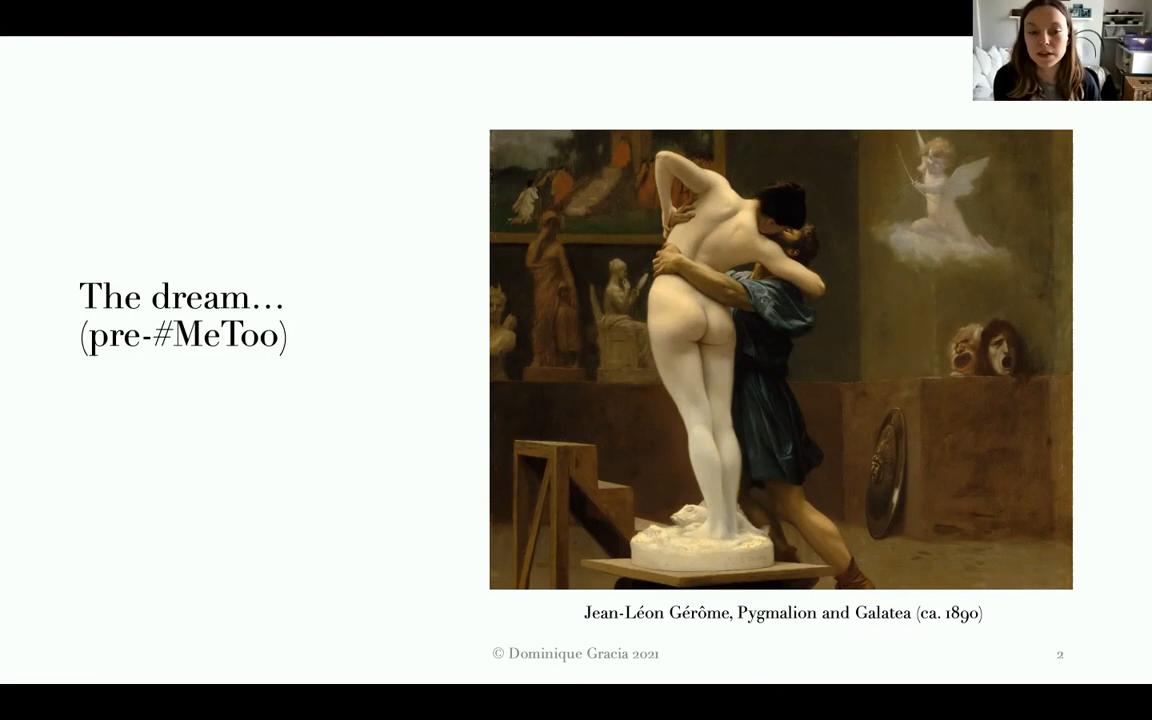 The dream…
(pre-#MeToo)
Jean-Léon Gérôme, Pygmalion and Galatea (ca. 1890)
© Dominique Gracia 2021
2